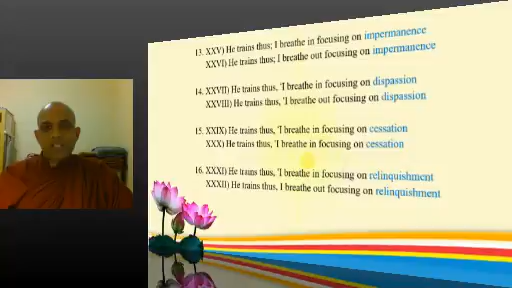 13. XXV) He trains thus; I breathe in focusing on impermanence
XXVI) He trains thus; I breathe out focusing on impermanence
14. XXVII) He trains thus, 'I breathe in focusing on dispassion
XXVIII) He trains thus, 'I breathe out focusing on dispassion
15. XXIX) He trains thus, 'I breathe in focusing on cessation
XXX) He trains thus, 'I breathe in focusing on cessation
16. XXXI) He trains thus, 'I breathe in focusing on relinquishment
XXXII) He trains thus, I breathe out focusing on relinquishment